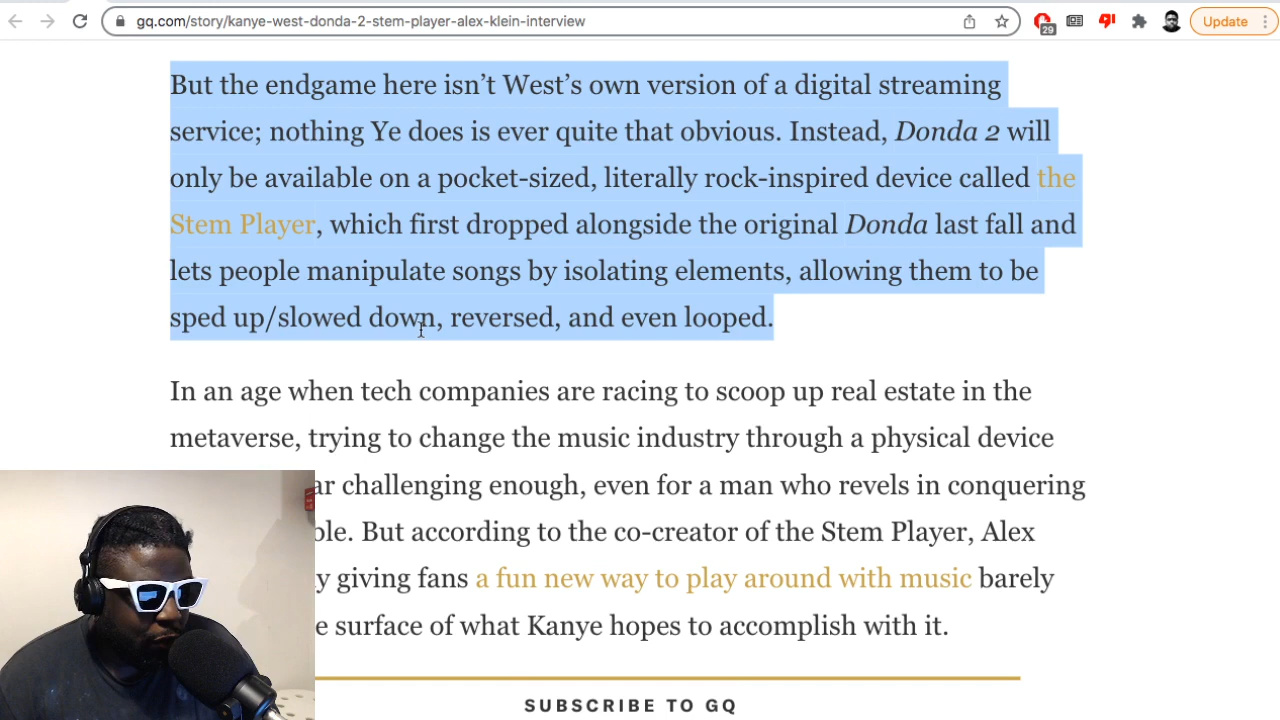 gq.com/story/kanye-west-donda-2-stem-player-alex-klein-interview
29
Update
But the endgame here isn't West's own version of a digital streaming
service; nothing Ye does is ever quite that obvious. Instead, Donda 2 will
only be available on a pocket-sized, literally rock-inspired device called the
Stem Player, which first dropped alongside the original Donda last fall and
lets people manipulate songs by isolating elements, allowing them to be
sped up/slowed down, reversed, and even looped.
In an age when tech companies are racing to scoop up real estate in the
metaverse, trying to change the music industry through a physical device
challenging enough, even for a man who revels in conquering
But according to the co-creator of the Stem Player, Alex
giving fans a fun new way to play around with music barely
surface of what Kanye hopes to accomplish with it.
SUBSCRIBE TO GQ